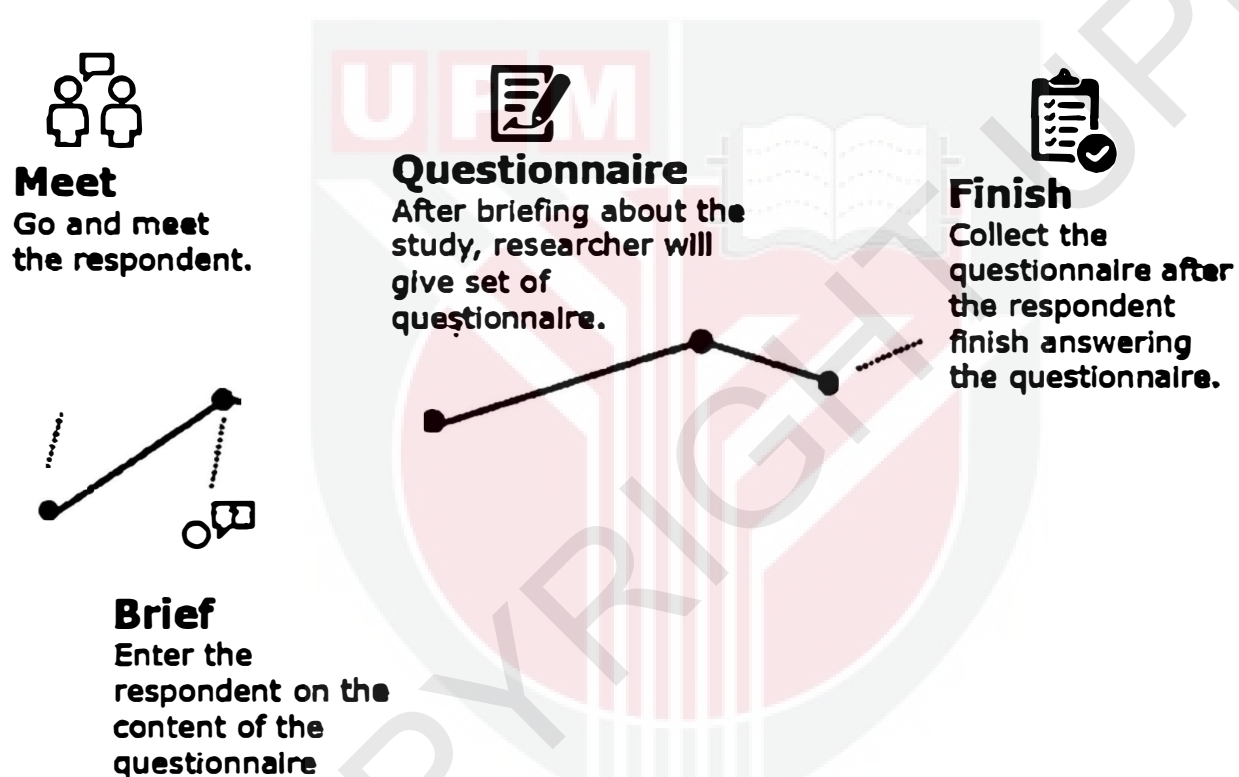 UPM
Meet
Go and meet
the respondent.
Questionnaire
After briefing about the
study, researcher will
give set of
questionnaire.
Finish
Collect the
questionnaire after
the respondent
finish answering
the questionnaire.
Brief
Enter the
respondent on the
content of the
questionnaire
PYRIGHT UP